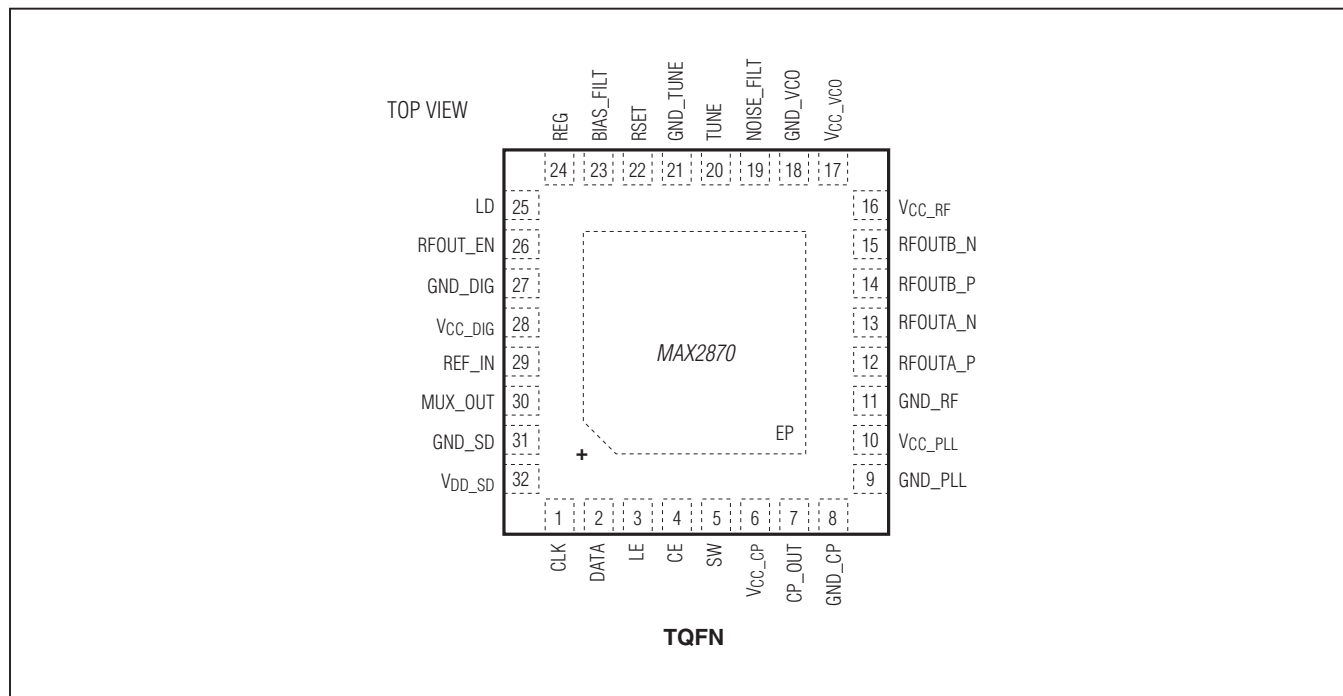 TOP VIEW
REG
BIAS_FILT
RSET
GND_TUNE
TUNE
NOISE_FILT
GND_VCO
VCC_VCO
24
23
22
21
20
19
18
17
LD 25
RFOUT_EN 26
GND_DIG 27
VCC_DIG 28
REF_IN 29
MUX_OUT 30
GND_SD 31
VDD_SD 32
MAX2870
EP
+
16 VCC_RF
15 RFOUTB_N
14 RFOUTB_P
13 RFOUTA_N
12 RFOUTA_P
11 GND_RF
10 VCC_PLL
9 GND_PLL
1
2
3
4
5
6
7
8
CLK
DATA
LE
CE
SW
VCC_CP
CP_OUT
GND_CP
TQFN